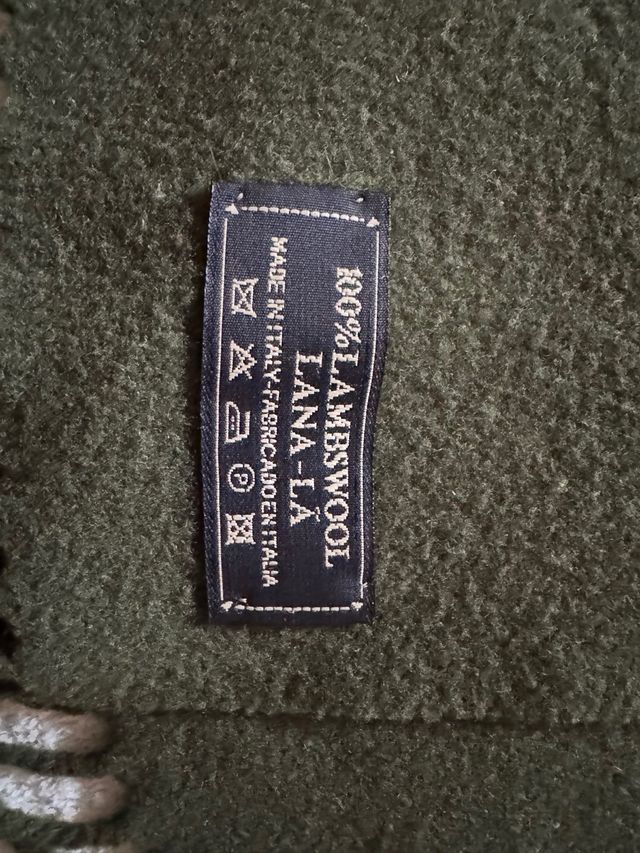 100% LAMBSWOOL
LANA-LÃ
MADE IN ITALY-FABRICADO EN ITALIA
P